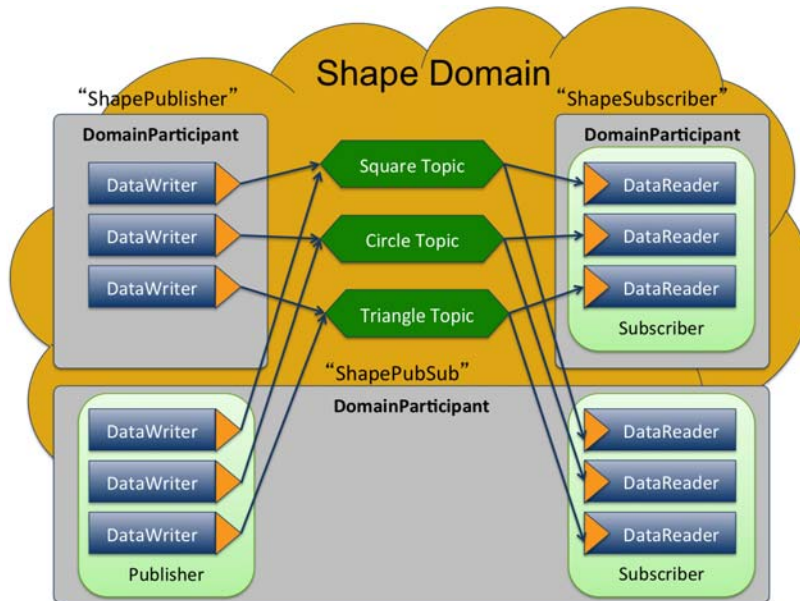 Shape Domain
“ShapePublisher”
DomainParticipant
DataWriter
DataWriter
DataWriter
Square Topic
Circle Topic
Triangle Topic
“ShapeSubscriber”
DomainParticipant
DataReader
DataReader
DataReader
Subscriber
“ShapePubSub”
DomainParticipant
DataWriter
DataWriter
DataWriter
Publisher
DataReader
DataReader
DataReader
Subscriber